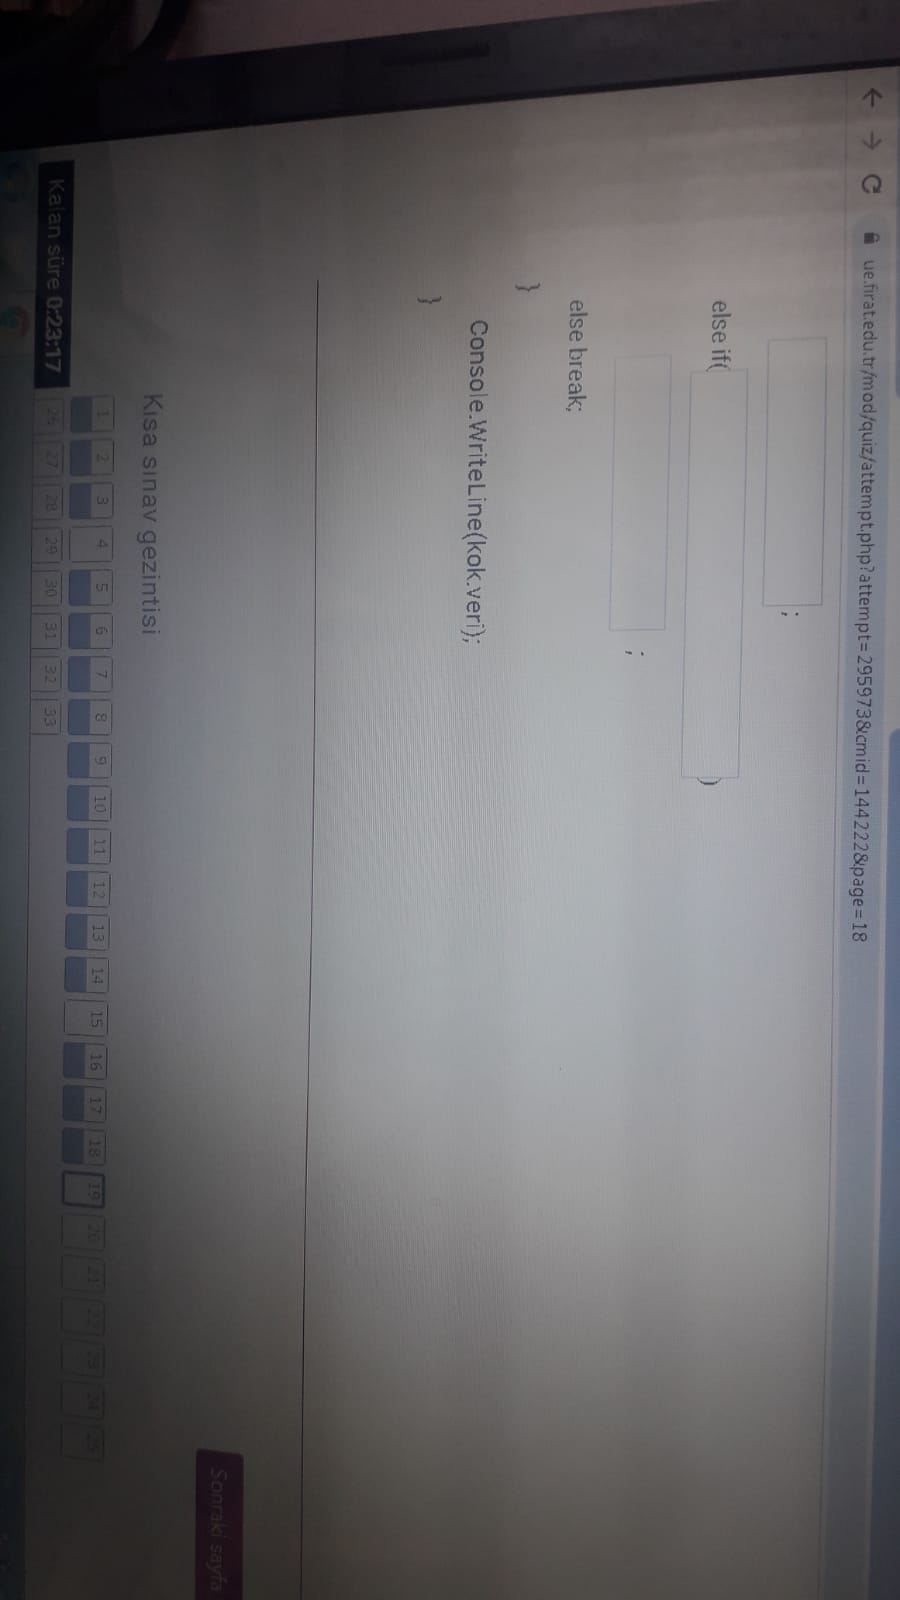 ue.firat.edu.tr/mod/quiz/attempt.php?attempt=295973&cmid=144222&page=18
;
else if(
)
;
else break;
}
Console.WriteLine(kok.veri);
}
Sonraki sayfa
Kısa sınav gezintisi
1 2 3 4 5 6 7 8 9 10 11 12 13 14 15 16 17 18 19 20 21 22 23 24 25
26 27 28 29 30 31 32 33
Kalan süre 0:23:17